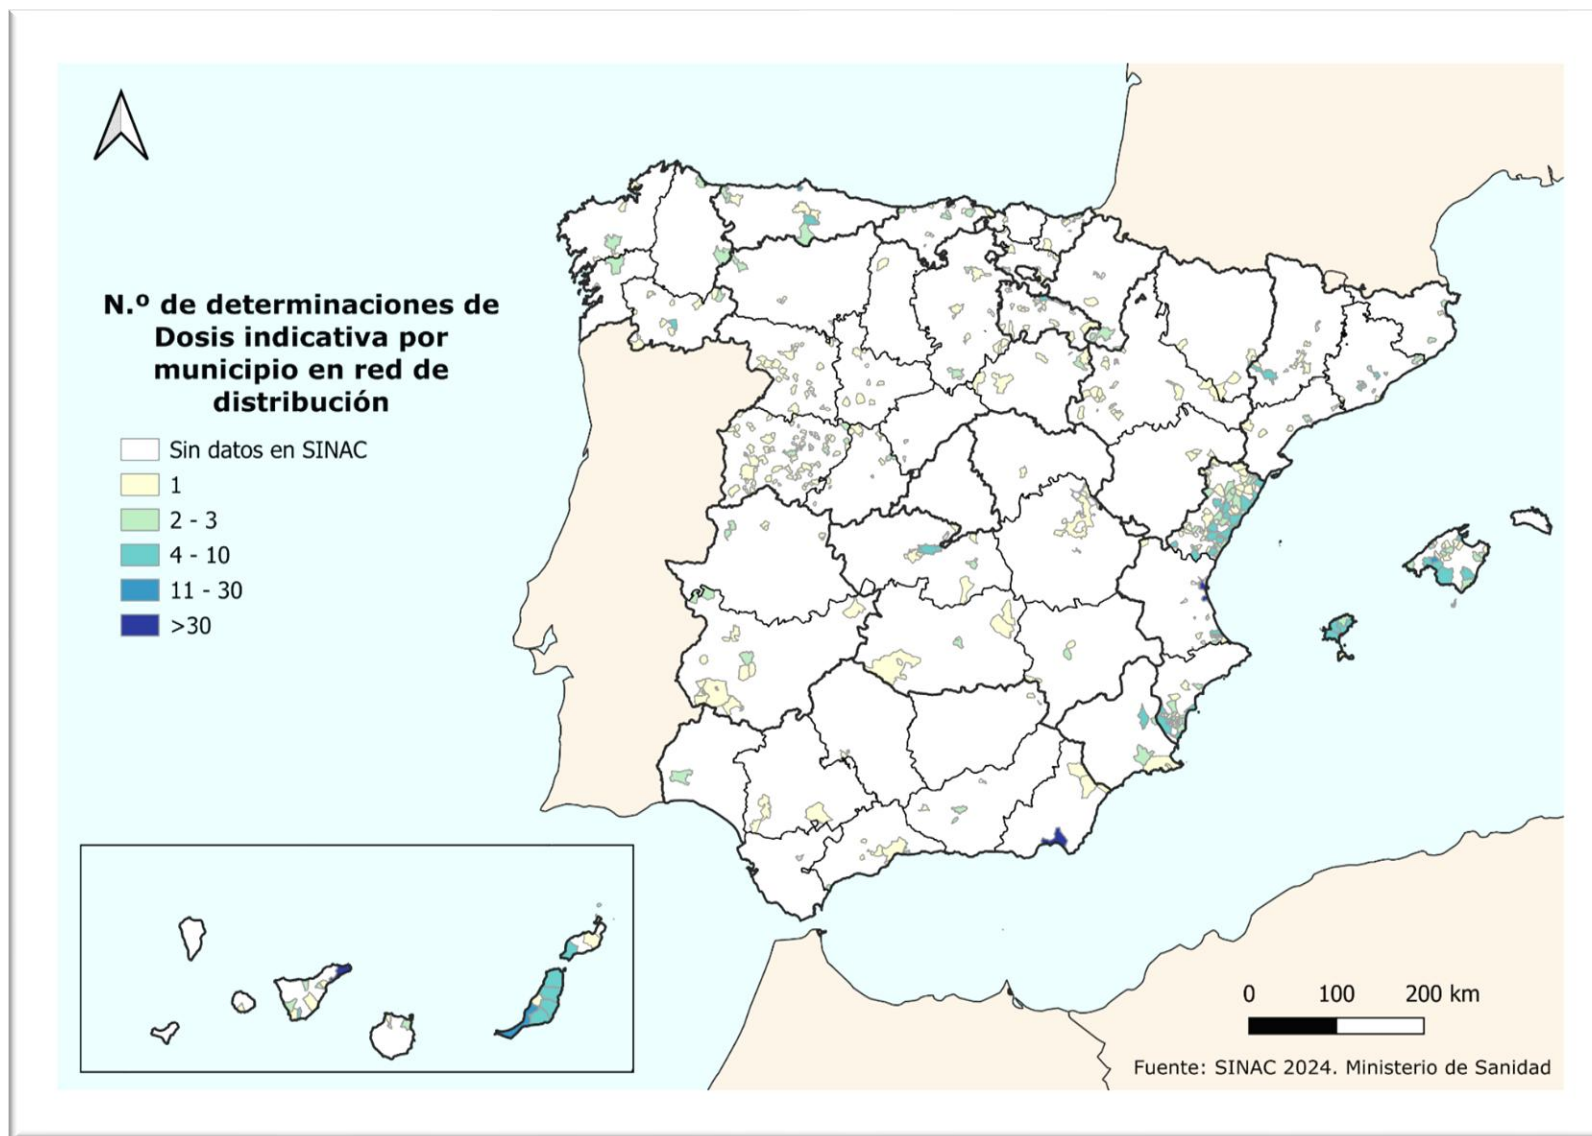 N.º de determinaciones de
Dosis indicativa por
municipio en red de
distribución
Sin datos en SINAC
1
2 - 3
4 - 10
11 - 30
>30
0 100 200 km
Fuente: SINAC 2024. Ministerio de Sanidad